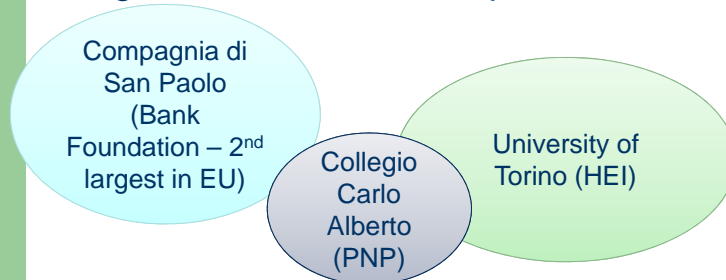 Compagnia di
San Paolo
(Bank
Foundation – 2nd
largest in EU)
Collegio
Carlo
Alberto
(PNP)
University of
Torino (HEI)